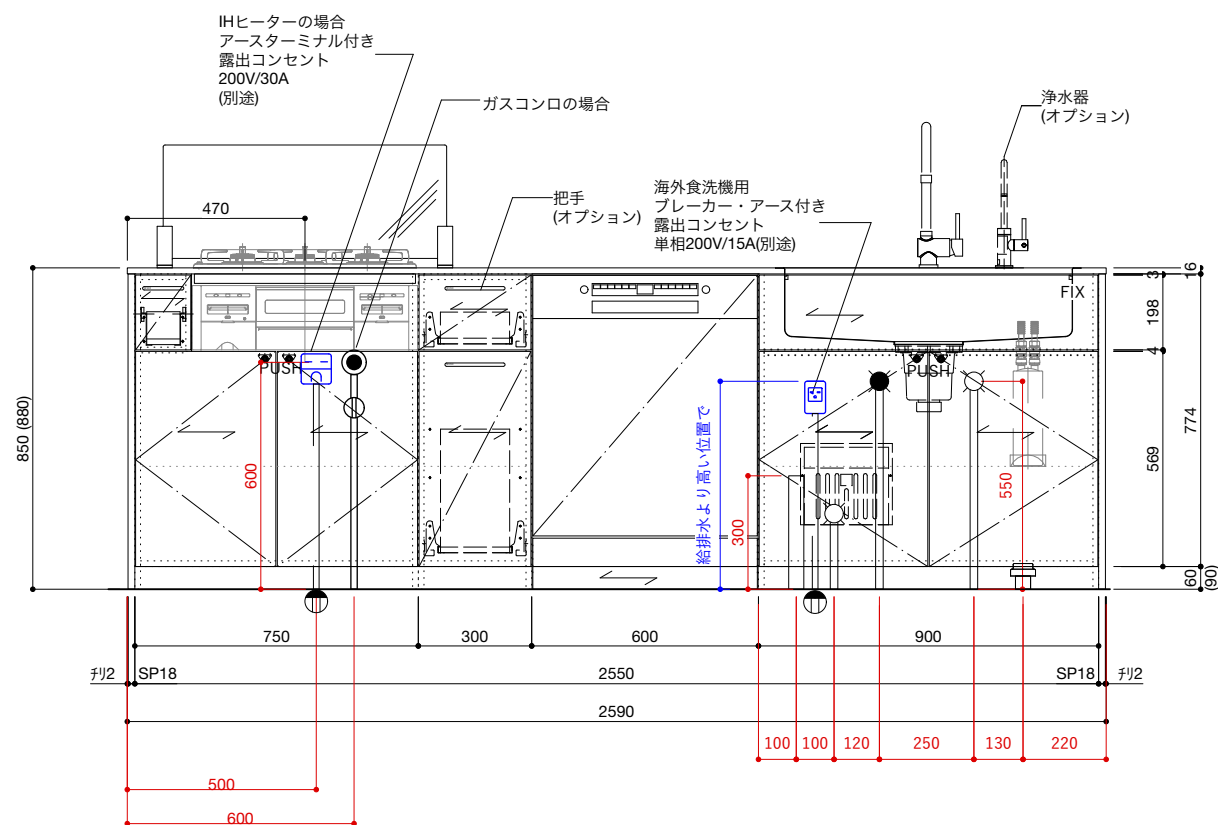 IHヒーターの場合
アースターミナル付き
露出コンセント
200V/30A
(別途)
ガスコンロの場合
浄水器
(オプション)
把手
(オプション)
海外食洗機用
ブレーカー・アース付き
露出コンセント
単相200V/15A(別途)
470
16
3
FIX
198
4
PUSH
PUSH
850 (880)
774
569
600
給排水より高い位置で
300
550
60
(90)
750
300
600
900
ﾁﾘ2
SP18
2550
SP18
ﾁﾘ2
2590
100
100
120
250
130
220
500
600